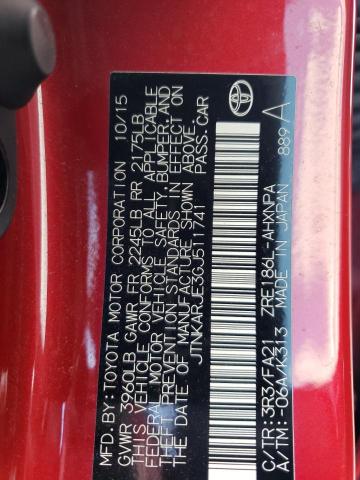 MFD. BY: TOYOTA MOTOR CORPORATION 10/15
GVWR 3960LB GAWR FR 2245LB RR 2175LB
THIS VEHICLE CONFORMS TO ALL APPLICABLE
FEDERAL MOTOR VEHICLE SAFETY, BUMPER, AND
THEFT PREVENTION STANDARDS IN EFFECT ON
THE DATE OF MANUFACTURE SHOWN ABOVE.
JTNKARJE3GJ511741 PASS. CAR
C/TR: 3R3/FA21 ZRE186L-AHXNPA
A/TM: -06A/K313 MADE IN JAPAN 889 A